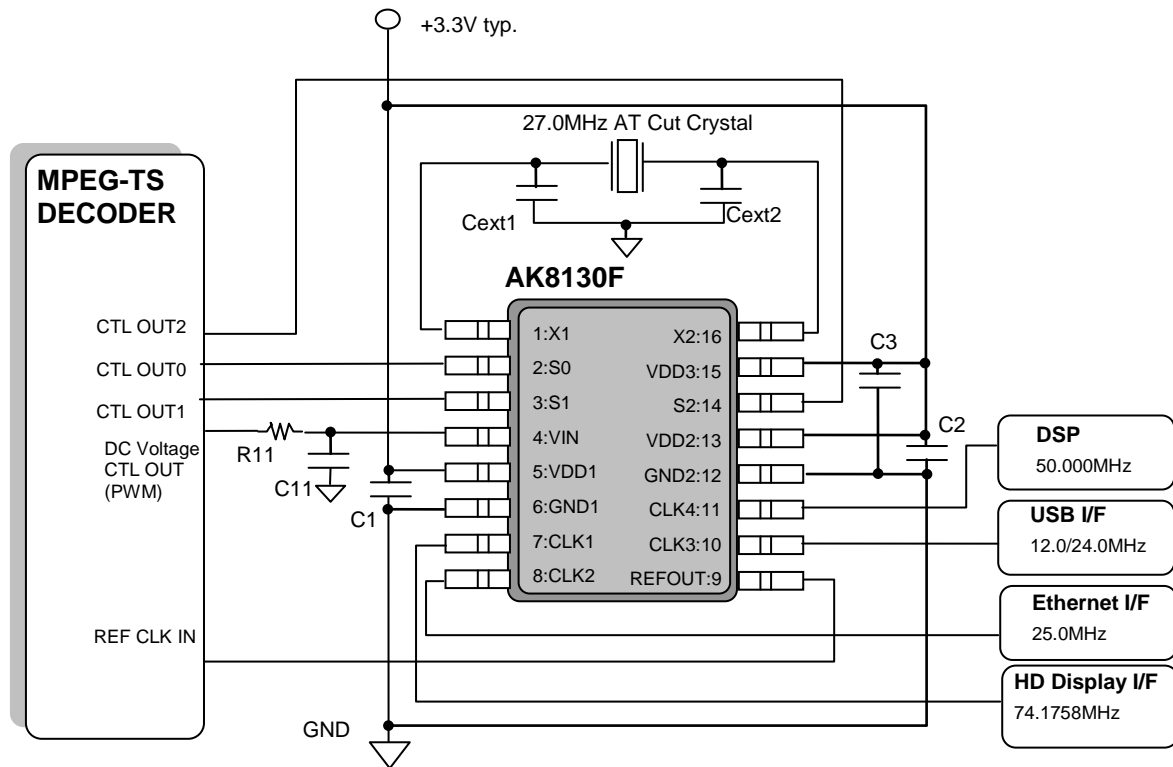 +3.3V typ.
27.0MHz AT Cut Crystal
MPEG-TS
DECODER
Cext1
Cext2
AK8130F
CTL OUT2
CTL OUT0
CTL OUT1
DC Voltage
CTL OUT
(PWM)
R11
C11
C1
REF CLK IN
GND
1:X1
2:S0
3:S1
4:VIN
5:VDD1
6:GND1
7:CLK1
8:CLK2
X2:16
VDD3:15
S2:14
VDD2:13
GND2:12
CLK4:11
CLK3:10
REFOUT:9
C3
C2
DSP
50.000MHz
USB I/F
12.0/24.0MHz
Ethernet I/F
25.0MHz
HD Display I/F
74.1758MHz